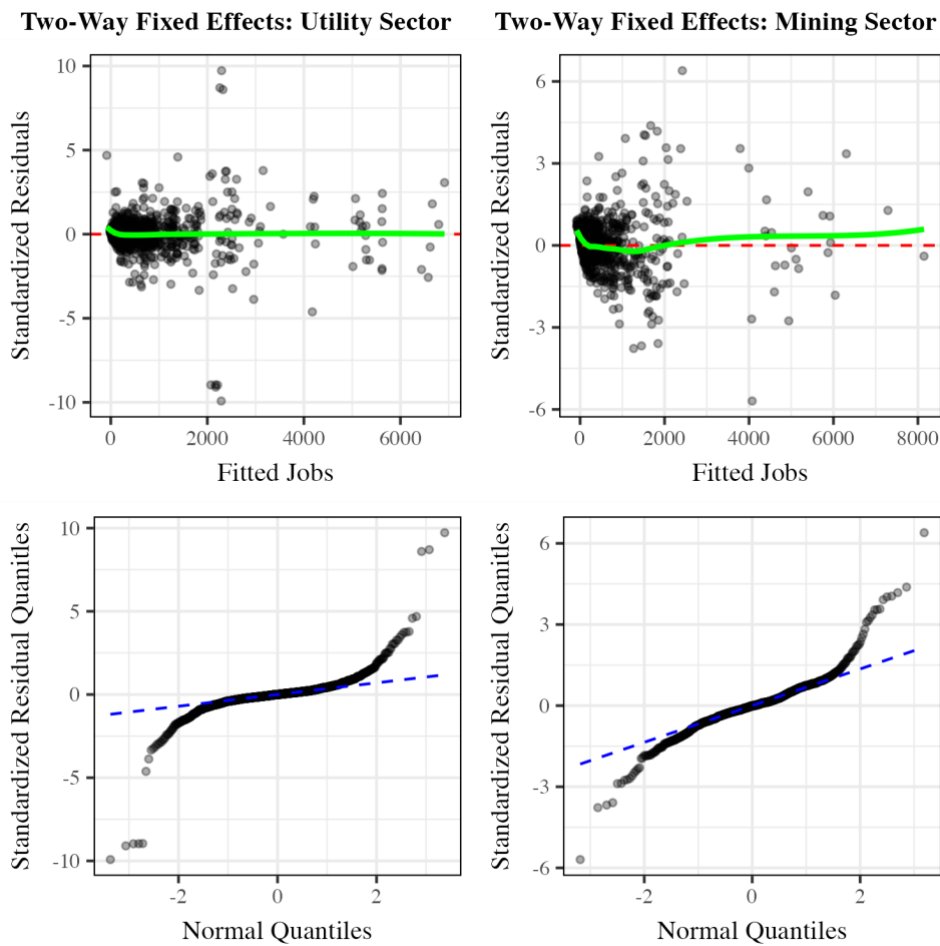 Two-Way Fixed Effects: Utility Sector
Two-Way Fixed Effects: Mining Sector
Standardized Residuals
10
5
0
-5
-10
0 2000 4000 6000
Fitted Jobs
Standardized Residuals
6
3
0
-3
-6
0 2000 4000 6000 8000
Fitted Jobs
Standardized Residual Quanitles
10
5
0
-5
-10
-2 0 2
Normal Quantiles
Standardized Residual Quanitles
6
3
0
-3
-6
-2 0 2
Normal Quantiles